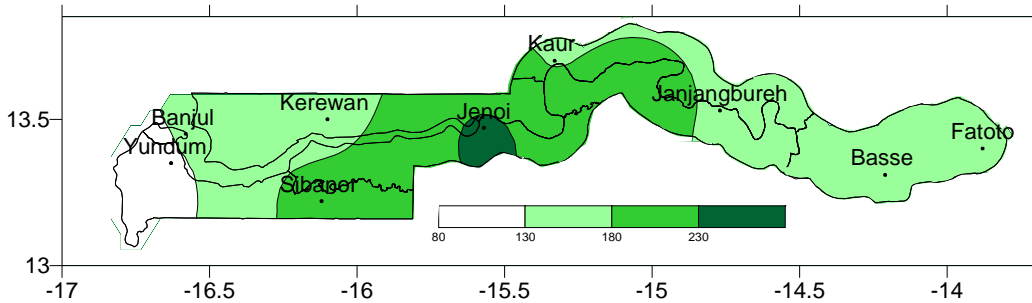 Kaur
Janjangbureh
Kerewan
Jenoi
Banjul
13.5
Fatoto
Yundum
Basse
Sibanor
80 130 180 230
13
-17 -16.5 -16 -15.5 -15 -14.5 -14